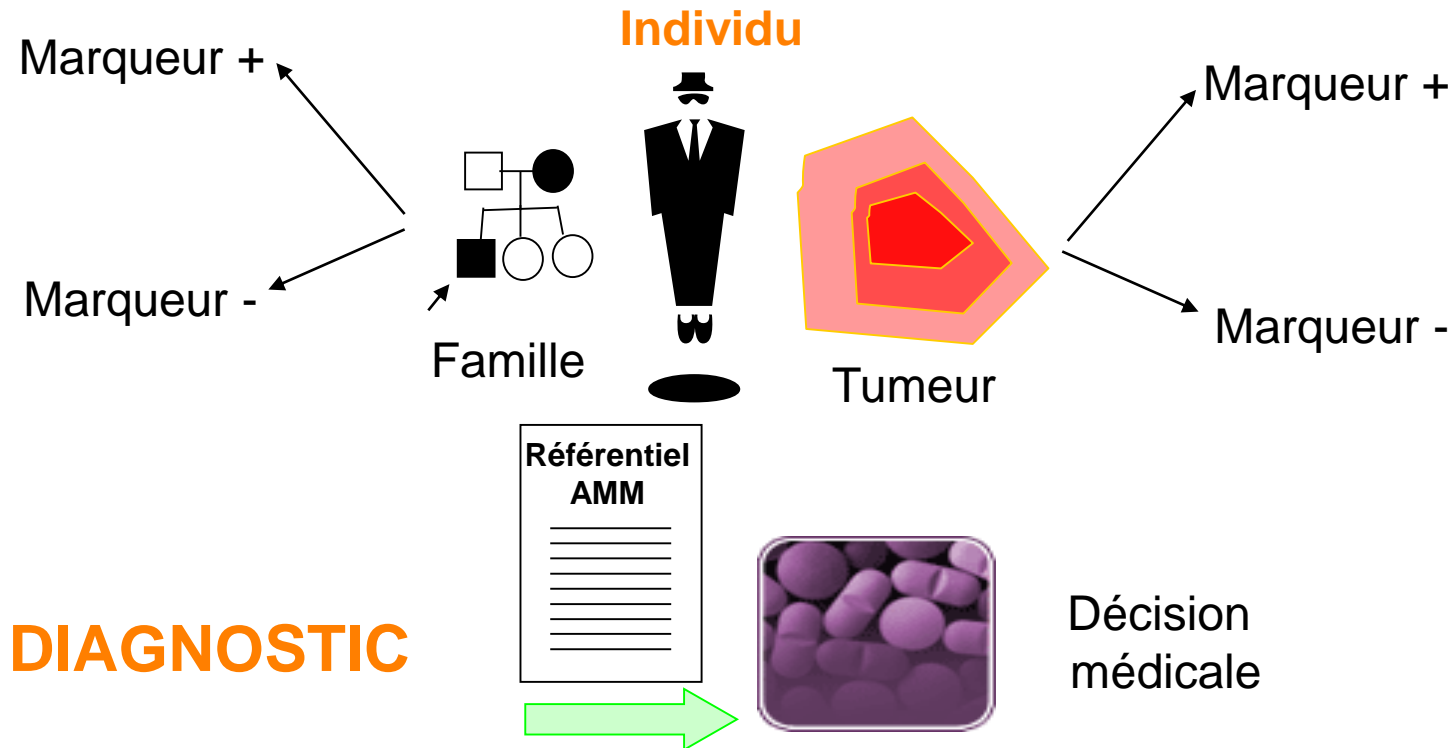 Individu
Marqueur +
Marqueur +
Marqueur -
Marqueur -
Famille
Tumeur
Référentiel
AMM
DIAGNOSTIC
Décision
médicale